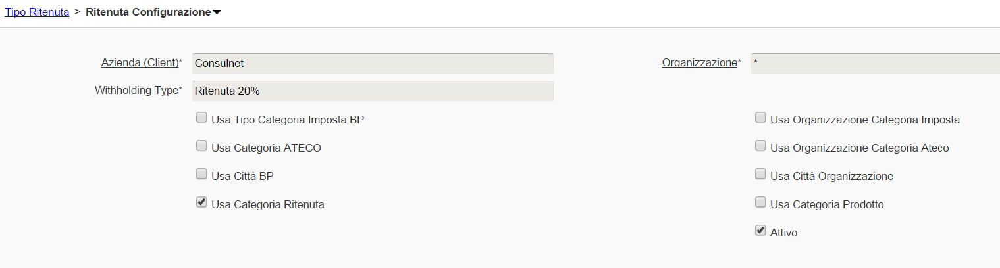 Tipo Ritenuta > Ritenuta Configurazione
Azienda (Client)* Consulnet Organizzazione* *
Withholding Type* Ritenuta 20%
Usa Tipo Categoria Imposta BP Usa Organizzazione Categoria Imposta
Usa Categoria ATECO Usa Organizzazione Categoria Ateco
Usa Città BP Usa Città Organizzazione
Usa Categoria Ritenuta Usa Categoria Prodotto
Attivo